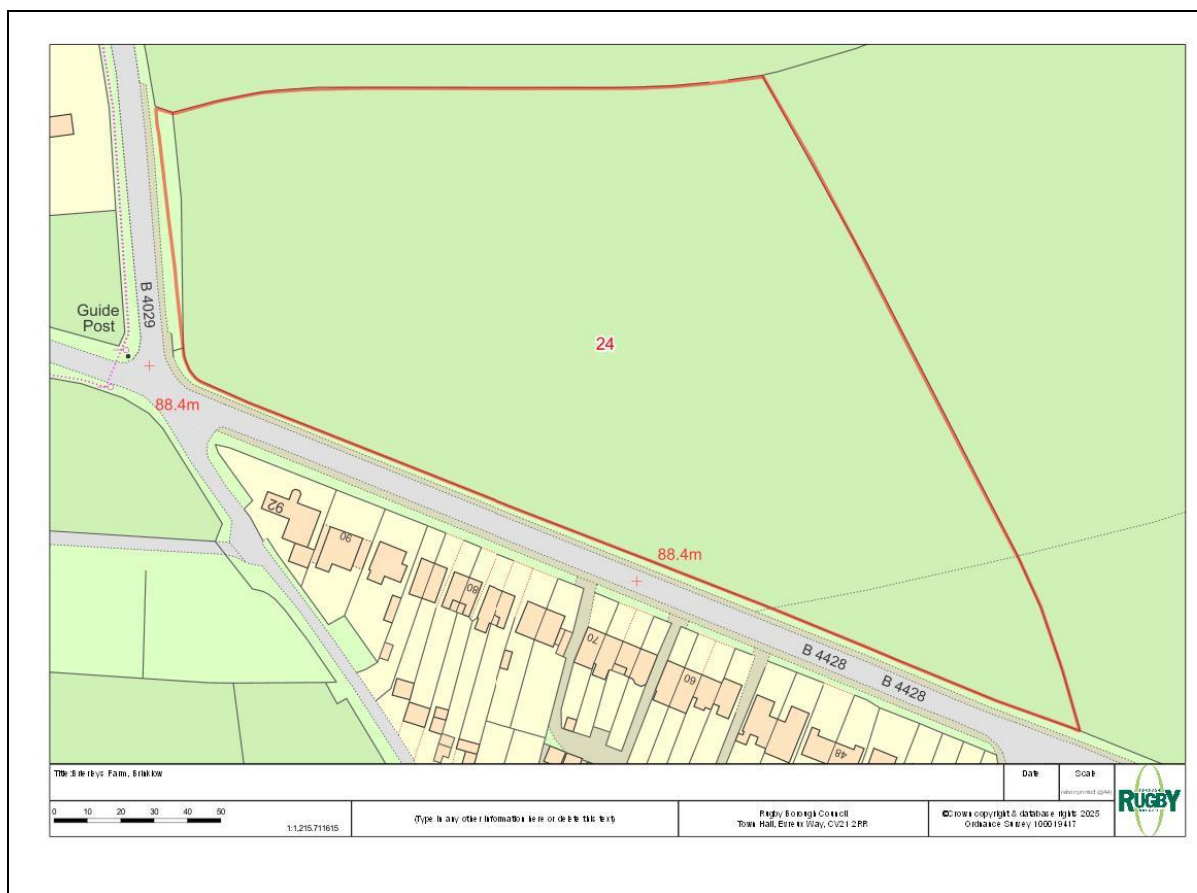 B 4029
Guide
Post
88.4m
24
88.4m
92
90
80
70
60
48
B 4428
B 4428
Title: Brierleys Farm, Brinklow
Date
Scale
0 10 20 30 40 50
1:1,215.711615
(Type in any other information here or delete this text)
Rugby Borough Council
Town Hall, Evreux Way, CV21 2RR
©Crown copyright & database rights 2025
Ordnance Survey 100019417
RUGBY